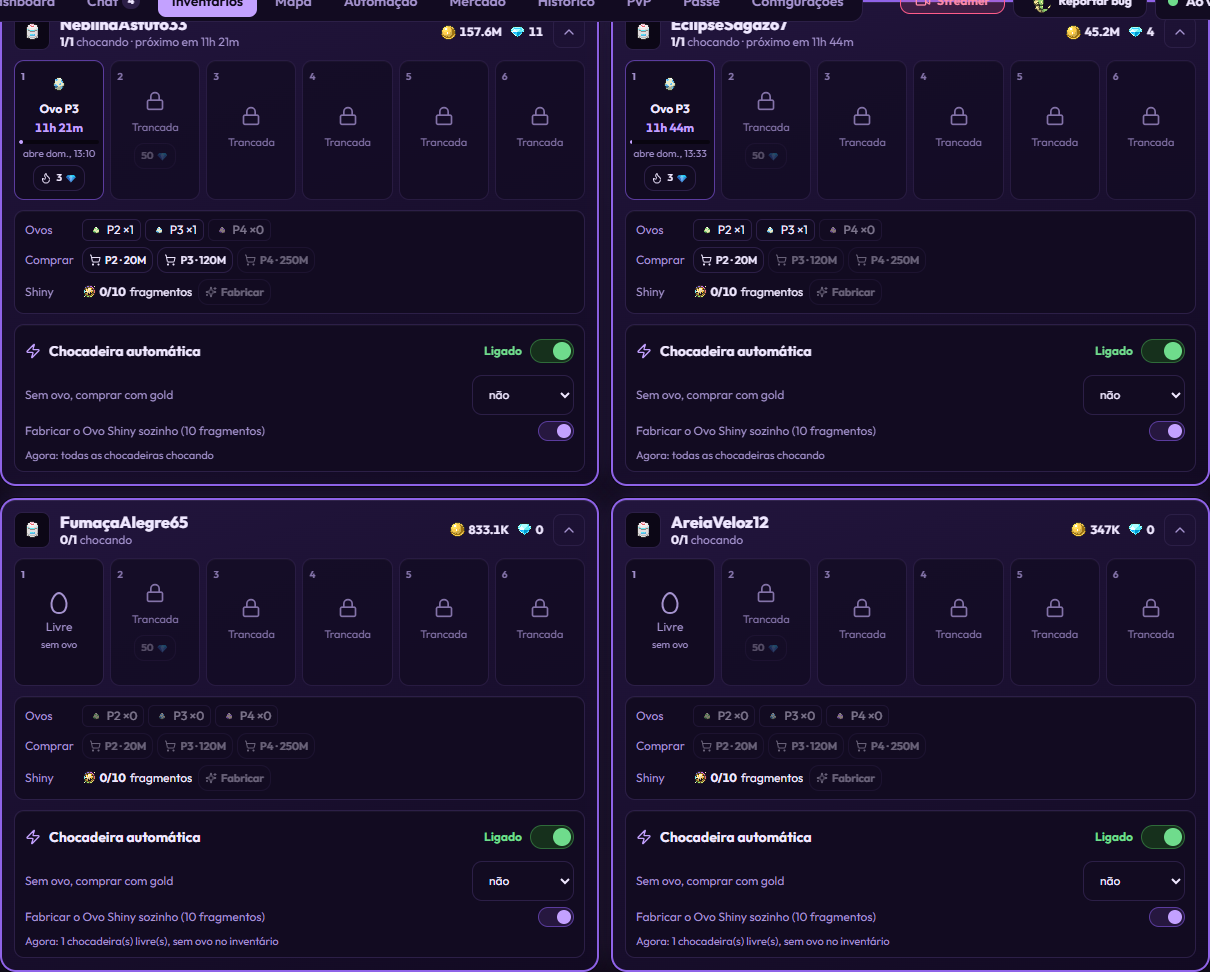 shboard Chat 4 Inventários Mapa Automação Mercado Histórico PvP Passe Configurações Streamer Reportar bug Ao v
NeblinaAstuto33 157.6M 11
1/1 chocando · próximo em 11h 21m
1 2 3 4 5 6
Ovo P3
11h 21m
abre dom., 13:10
3
Trancada
50
Trancada
Trancada
Trancada
Trancada
Ovos P2 ×1 P3 ×1 P4 ×0
Comprar P2 · 20M P3 · 120M P4 · 250M
Shiny 0/10 fragmentos Fabricar
Chocadeira automática Ligado
Sem ovo, comprar com gold não
Fabricar o Ovo Shiny sozinho (10 fragmentos)
Agora: todas as chocadeiras chocando
EclipseSagaz67 45.2M 4
1/1 chocando · próximo em 11h 44m
1 2 3 4 5 6
Ovo P3
11h 44m
abre dom., 13:33
3
Trancada
50
Trancada
Trancada
Trancada
Trancada
Ovos P2 ×1 P3 ×1 P4 ×0
Comprar P2 · 20M P3 · 120M P4 · 250M
Shiny 0/10 fragmentos Fabricar
Chocadeira automática Ligado
Sem ovo, comprar com gold não
Fabricar o Ovo Shiny sozinho (10 fragmentos)
Agora: todas as chocadeiras chocando
FumaçaAlegre65 833.1K 0
0/1 chocando
1 2 3 4 5 6
Livre
sem ovo
Trancada
50
Trancada
Trancada
Trancada
Trancada
Ovos P2 ×0 P3 ×0 P4 ×0
Comprar P2 · 20M P3 · 120M P4 · 250M
Shiny 0/10 fragmentos Fabricar
Chocadeira automática Ligado
Sem ovo, comprar com gold não
Fabricar o Ovo Shiny sozinho (10 fragmentos)
Agora: 1 chocadeira(s) livre(s), sem ovo no inventário
AreiaVeloz12 347K 0
0/1 chocando
1 2 3 4 5 6
Livre
sem ovo
Trancada
50
Trancada
Trancada
Trancada
Trancada
Ovos P2 ×0 P3 ×0 P4 ×0
Comprar P2 · 20M P3 · 120M P4 · 250M
Shiny 0/10 fragmentos Fabricar
Chocadeira automática Ligado
Sem ovo, comprar com gold não
Fabricar o Ovo Shiny sozinho (10 fragmentos)
Agora: 1 chocadeira(s) livre(s), sem ovo no inventário